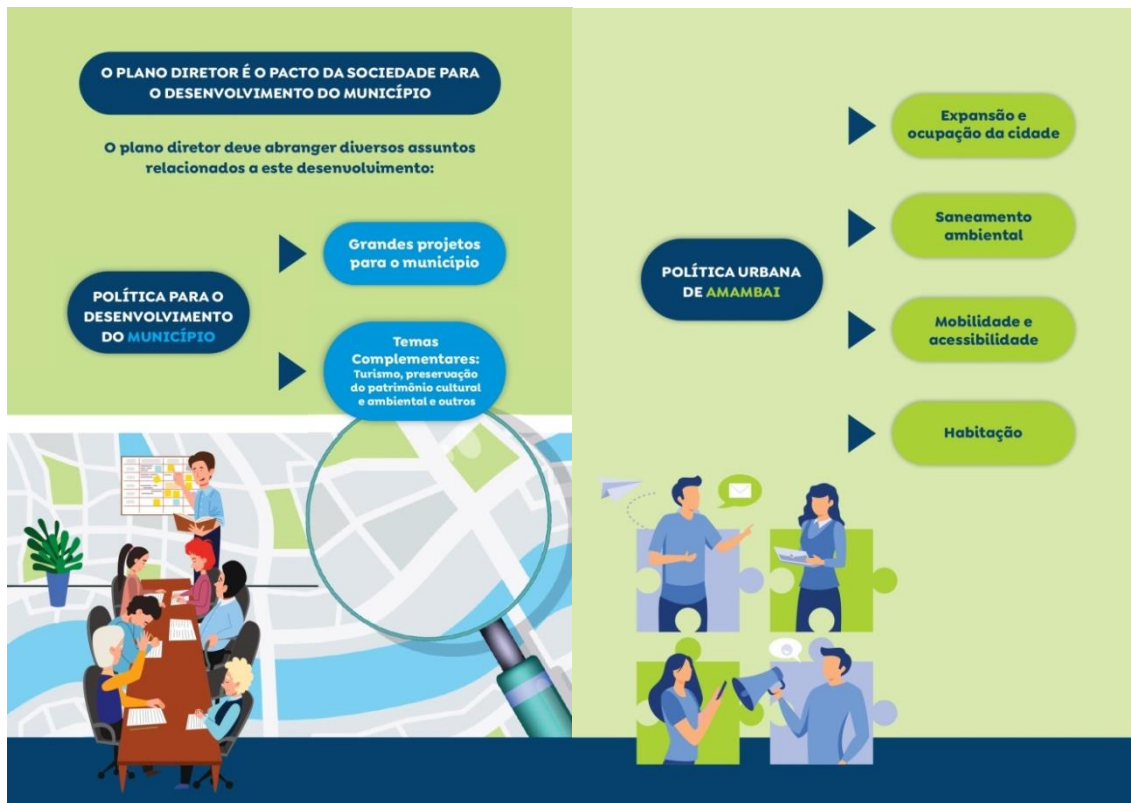 O PLANO DIRETOR É O PACTO DA SOCIEDADE PARA
O DESENVOLVIMENTO DO MUNICÍPIO
O plano diretor deve abranger diversos assuntos
relacionados a este desenvolvimento:
POLÍTICA PARA O
DESENVOLVIMENTO
DO MUNICÍPIO
Grandes projetos
para o município
Temas
Complementares:
Turismo, preservação
do patrimônio cultural
e ambiental e outros
POLÍTICA URBANA
DE AMAMBAI
Expansão e
ocupação da cidade
Saneamento
ambiental
Mobilidade e
acessibilidade
Habitação